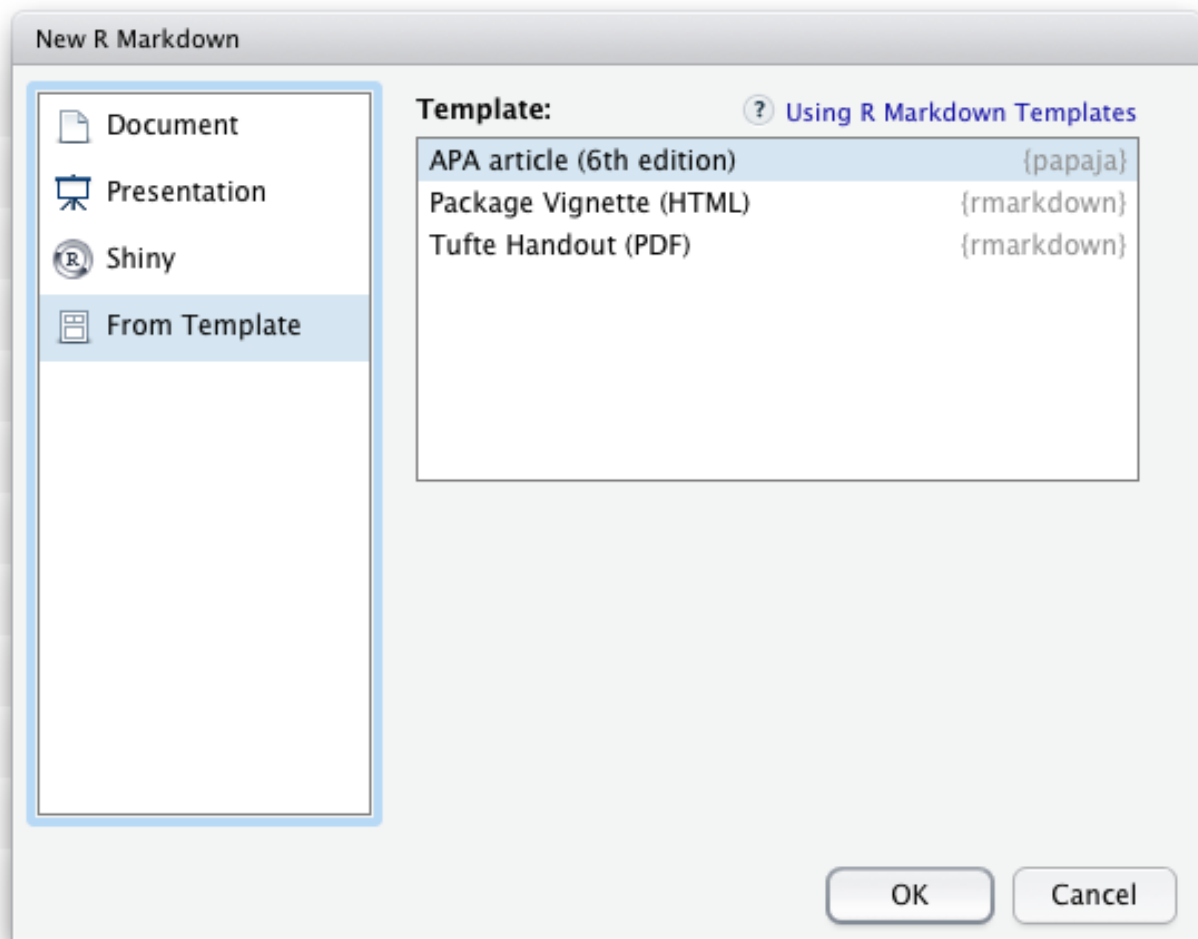 New R Markdown
Document
Presentation
R Shiny
From Template
Template: ? Using R Markdown Templates
APA article (6th edition) {papaja}
Package Vignette (HTML) {rmarkdown}
Tufte Handout (PDF) {rmarkdown}
OK Cancel